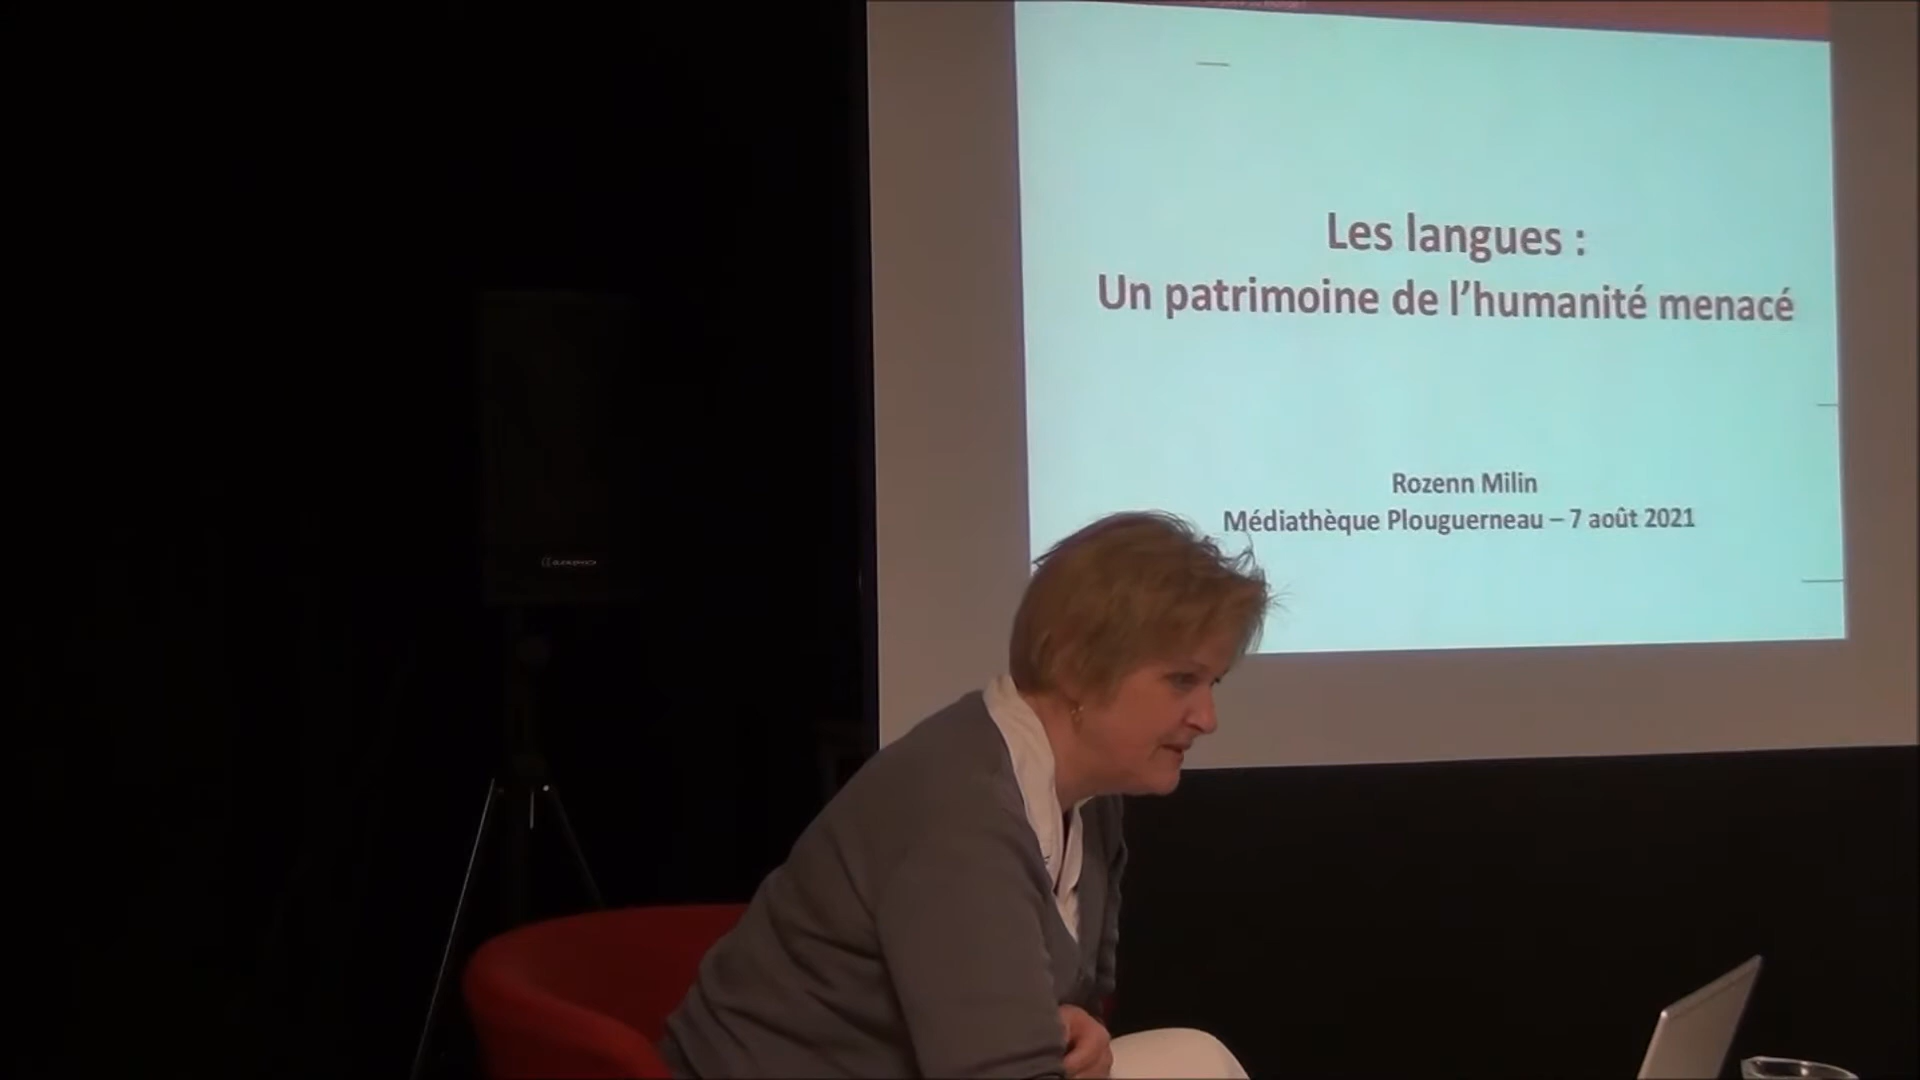 Les langues :
Un patrimoine de l’humanité menacé
Rozenn Milin
Médiathèque Plouguerneau – 7 août 2021